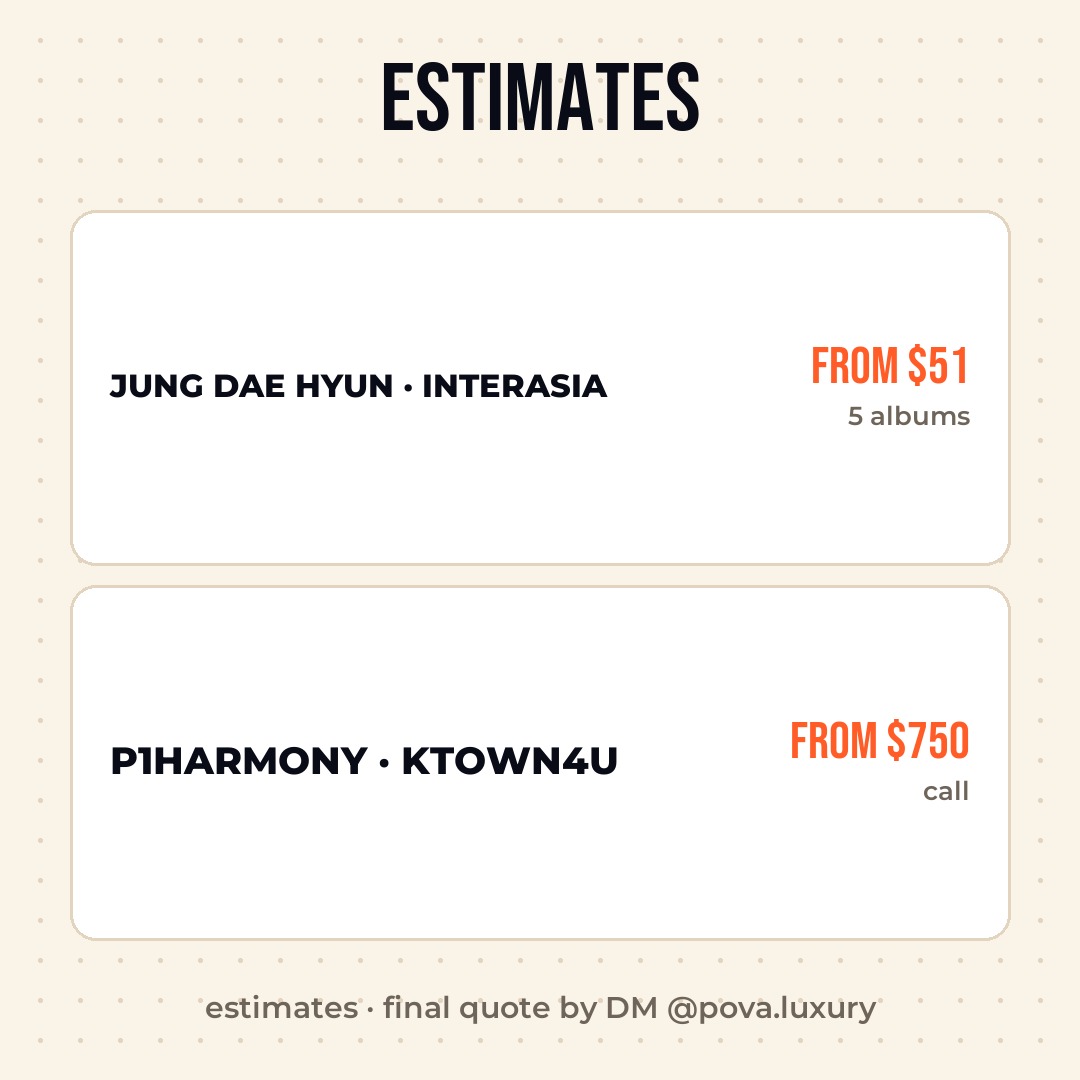 ESTIMATES
JUNG DAE HYUN · INTERASIA
FROM $51
5 albums
P1HARMONY · KTOWN4U
FROM $750
call
estimates · final quote by DM @pova.luxury